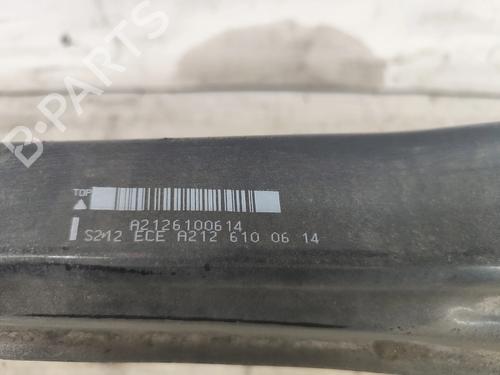 B-PARTS
TOP
A2126100614
S212 ECE A212 610 06 14